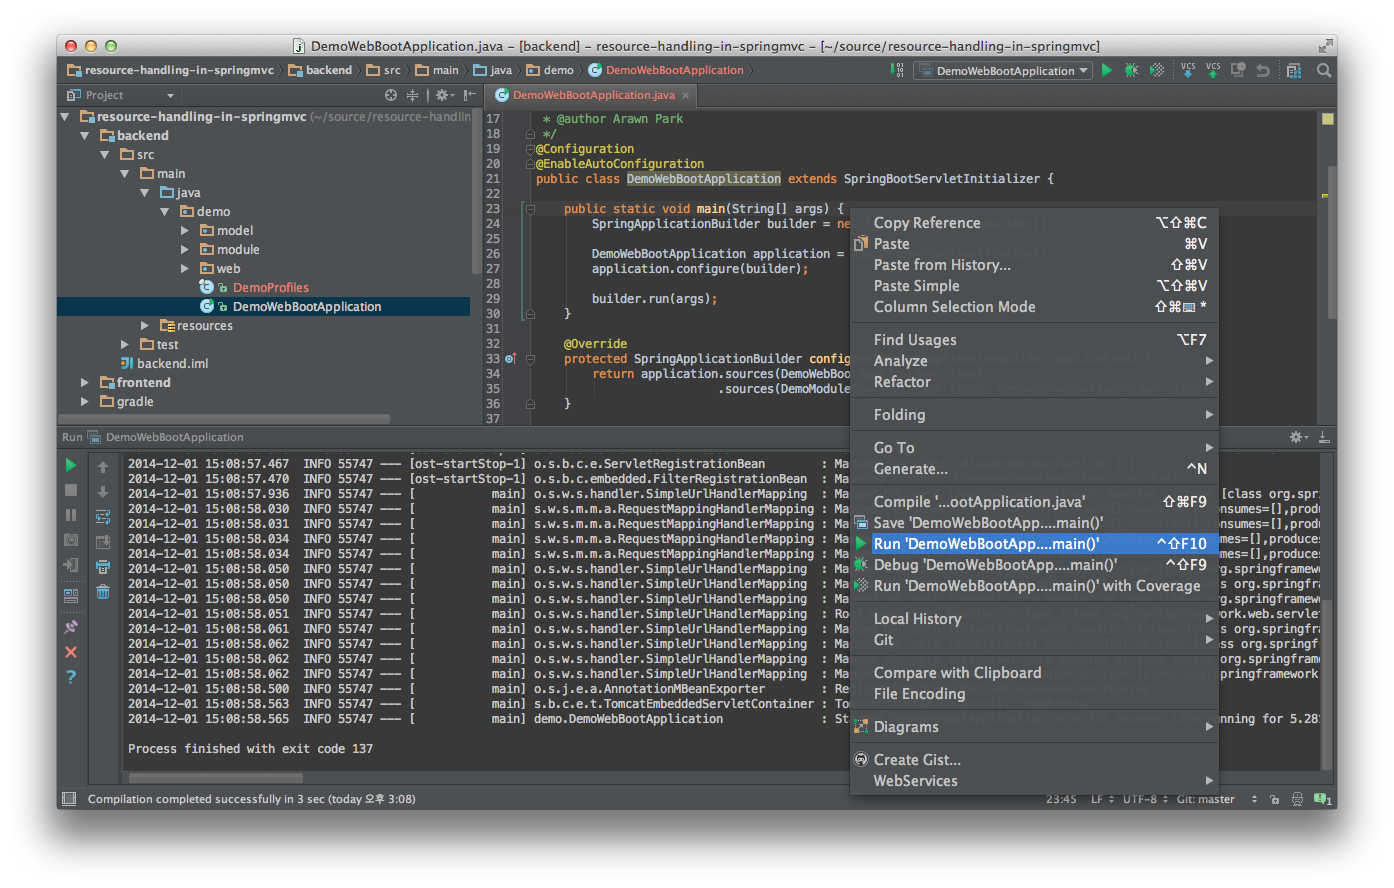 DemoWebBootApplication.java – [backend] – resource-handling-in-springmvc – [~/source/resource-handling-in-springmvc]
resource-handling-in-springmvc backend src main java demo DemoWebBootApplication
DemoWebBootApplication VCS VCS
Project
DemoWebBootApplication.java ×
resource-handling-in-springmvc (~/source/resource-handlin
backend
src
main
java
demo
model
module
web
DemoProfiles
DemoWebBootApplication
resources
test
backend.iml
frontend
gradle
17 * @author Arawn Park
18 */
19 @Configuration
20 @EnableAutoConfiguration
21 public class DemoWebBootApplication extends SpringBootServletInitializer {
22
23 public static void main(String[] args) {
24 SpringApplicationBuilder builder = ne
25
26 DemoWebBootApplication application =
27 application.configure(builder);
28
29 builder.run(args);
30 }
31
32 @Override
33 protected SpringApplicationBuilder config
34 return application.sources(DemoWebBoo
35 .sources(DemoModule
36 }
37
Copy Reference ⌥⇧⌘C
Paste ⌘V
Paste from History... ⇧⌘V
Paste Simple ⌥⇧⌘V
Column Selection Mode ⇧⌘⌨ *
Find Usages ⌥F7
Analyze
Refactor
Folding
Go To
Generate... ^N
Compile '...ootApplication.java' ⇧⌘F9
Save 'DemoWebBootApp....main()'
Run 'DemoWebBootApp....main()' ^⇧F10
Debug 'DemoWebBootApp....main()' ^⇧F9
Run 'DemoWebBootApp....main()' with Coverage
Local History
Git
Compare with Clipboard
File Encoding
Diagrams
Create Gist...
WebServices
Run DemoWebBootApplication
2014-12-01 15:08:57.467 INFO 55747 --- [ost-startStop-1] o.s.b.c.e.ServletRegistrationBean : Ma
2014-12-01 15:08:57.470 INFO 55747 --- [ost-startStop-1] o.s.b.c.embedded.FilterRegistrationBean : Ma
2014-12-01 15:08:57.936 INFO 55747 --- [ main] o.s.w.s.handler.SimpleUrlHandlerMapping : Ma [class org.spri
2014-12-01 15:08:58.030 INFO 55747 --- [ main] s.w.s.m.m.a.RequestMappingHandlerMapping : Ma onsumes=[],produ
2014-12-01 15:08:58.031 INFO 55747 --- [ main] s.w.s.m.m.a.RequestMappingHandlerMapping : Ma ],consumes=[],produ
2014-12-01 15:08:58.034 INFO 55747 --- [ main] s.w.s.m.m.a.RequestMappingHandlerMapping : Ma mes=[],produces
2014-12-01 15:08:58.034 INFO 55747 --- [ main] s.w.s.m.m.a.RequestMappingHandlerMapping : Ma mes=[],produces
2014-12-01 15:08:58.050 INFO 55747 --- [ main] o.s.w.s.handler.SimpleUrlHandlerMapping : Ma ss org.springframew
2014-12-01 15:08:58.050 INFO 55747 --- [ main] o.s.w.s.handler.SimpleUrlHandlerMapping : Ma s org.springframew
2014-12-01 15:08:58.050 INFO 55747 --- [ main] o.s.w.s.handler.SimpleUrlHandlerMapping : Ma rg.springframewo
2014-12-01 15:08:58.051 INFO 55747 --- [ main] o.s.w.s.handler.SimpleUrlHandlerMapping : Ro work.web.servlet
2014-12-01 15:08:58.061 INFO 55747 --- [ main] o.s.w.s.handler.SimpleUrlHandlerMapping : Ma s org.springfra
2014-12-01 15:08:58.062 INFO 55747 --- [ main] o.s.w.s.handler.SimpleUrlHandlerMapping : Ma lass org.springf
2014-12-01 15:08:58.062 INFO 55747 --- [ main] o.s.w.s.handler.SimpleUrlHandlerMapping : Ma s org.springfram
2014-12-01 15:08:58.062 INFO 55747 --- [ main] o.s.w.s.handler.SimpleUrlHandlerMapping : Ma springframework
2014-12-01 15:08:58.500 INFO 55747 --- [ main] o.s.j.e.a.AnnotationMBeanExporter : Re
2014-12-01 15:08:58.563 INFO 55747 --- [ main] s.b.c.e.t.TomcatEmbeddedServletContainer : To
2014-12-01 15:08:58.565 INFO 55747 --- [ main] demo.DemoWebBootApplication : St nning for 5.281
Process finished with exit code 137
Compilation completed successfully in 3 sec (today 오후 3:08)
23:45 LF UTF-8 Git: master 1